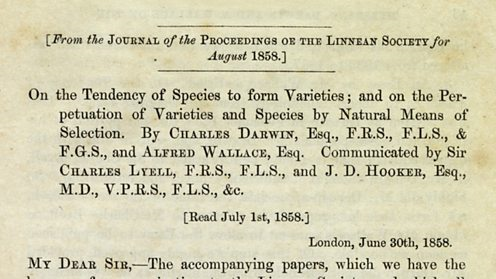 [From the JOURNAL of the PROCEEDINGS OE THE LINNEAN SOCIETY for
August 1858.]
On the Tendency of Species to form Varieties; and on the Per-
petuation of Varieties and Species by Natural Means of
Selection. By CHARLES DARWIN, Esq., F.R.S., F.L.S., &
F.G.S., and ALFRED WALLACE, Esq. Communicated by Sir
CHARLES LYELL, F.R.S., F.L.S., and J. D. HOOKER, Esq.,
M.D., V.P.R.S., F.L.S., &c.
[Read July 1st, 1858.]
London, June 30th, 1858.
MY DEAR SIR,—The accompanying papers, which we have the